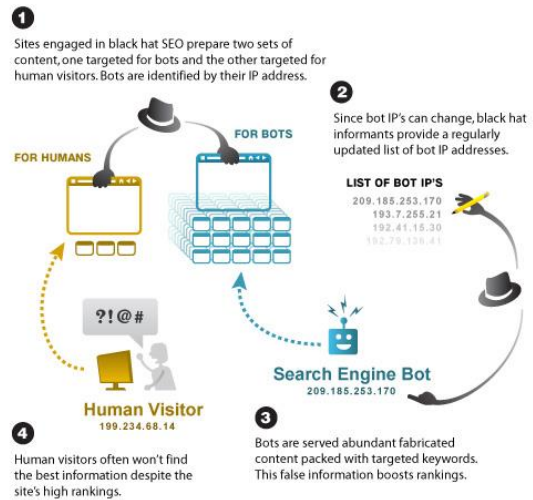 1
Sites engaged in black hat SEO prepare two sets of
content, one targeted for bots and the other targeted for
human visitors. Bots are identified by their IP address.
2
Since bot IP's can change, black hat
informants provide a regularly
updated list of bot IP addresses.
FOR HUMANS
FOR BOTS
LIST OF BOT IP'S
209.185.253.170
193.7.255.21
192.41.15.30
192.79.138.41
?!@#
Human Visitor
199.234.68.14
Search Engine Bot
209.185.253.170
3
Bots are served abundant fabricated
content packed with targeted keywords.
This false information boosts rankings.
4
Human visitors often won't find
the best information despite the
site's high rankings.